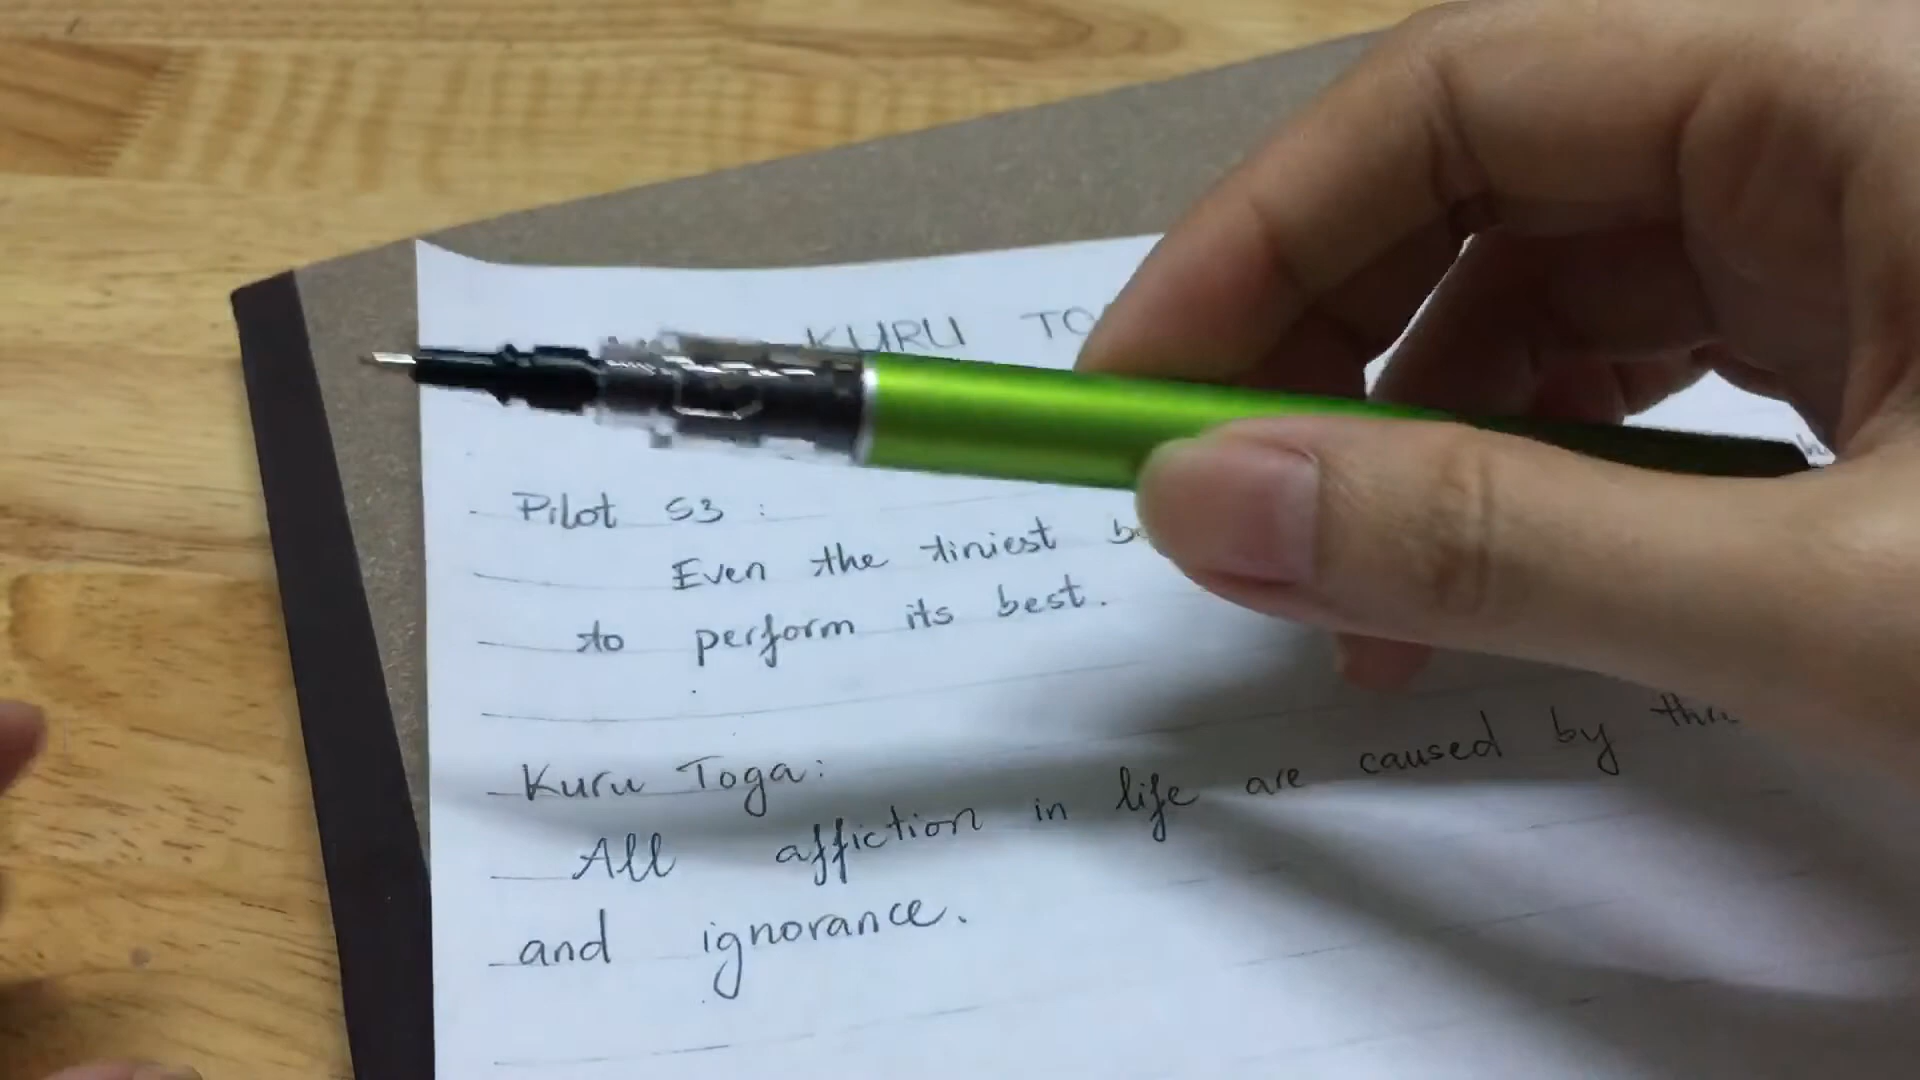 KURU
Pilot S3 :
Even the tiniest
to perform its best.
Kuru Toga:
All affiction in life are caused by
and ignorance.